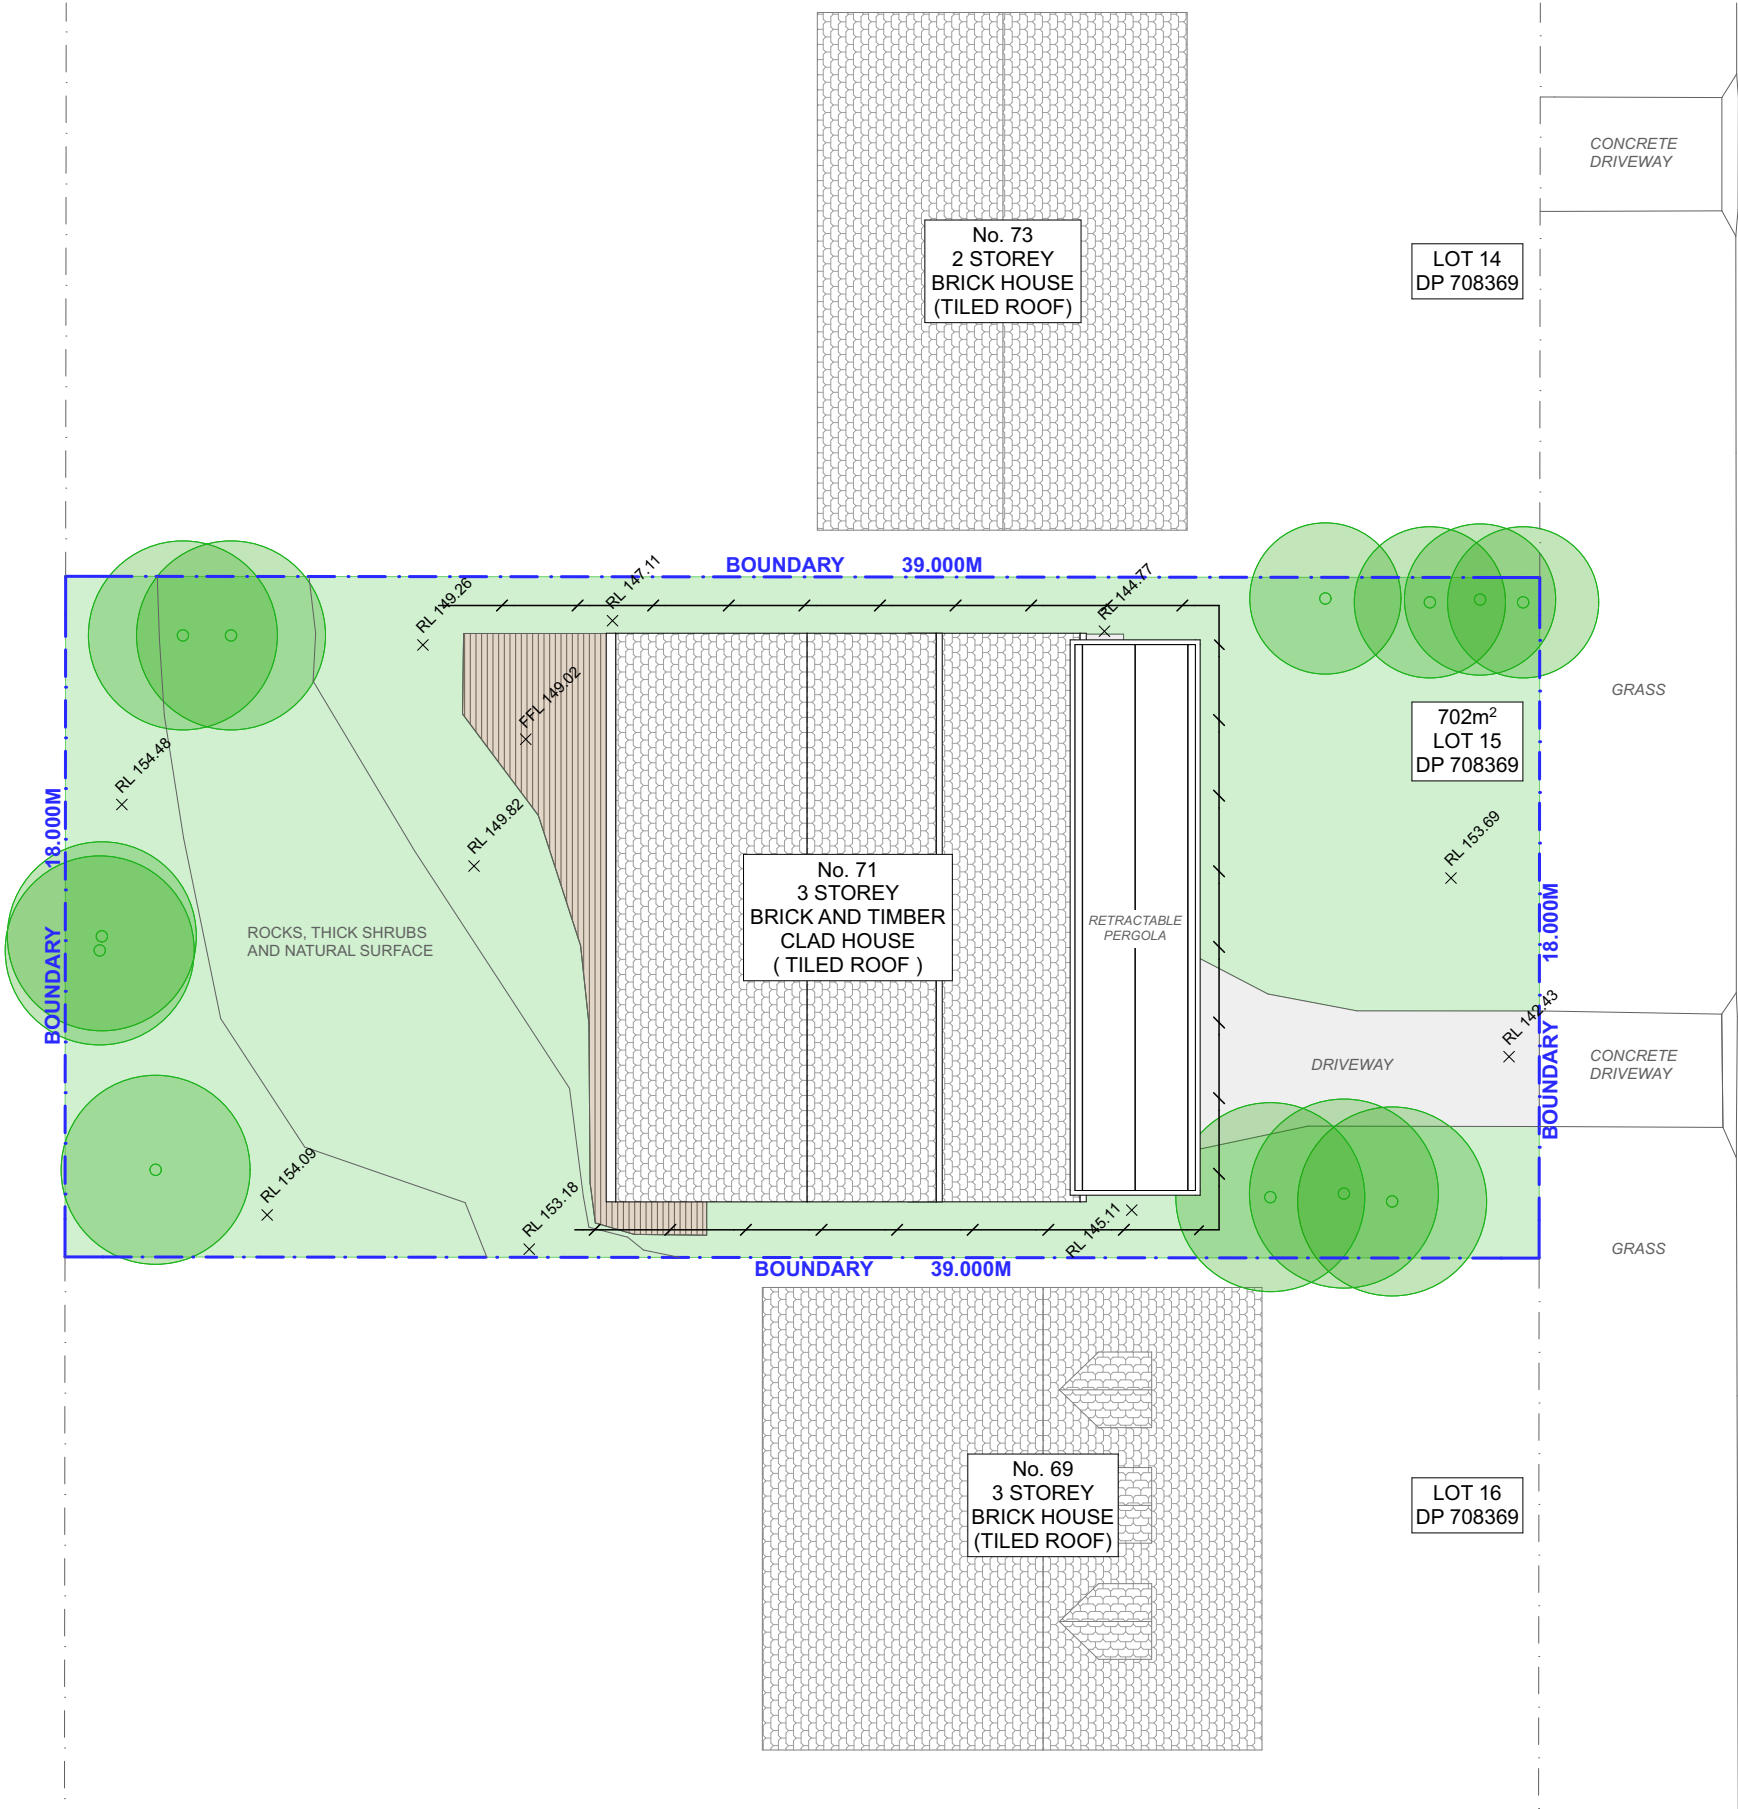 CONCRETE
DRIVEWAY
No. 73
2 STOREY
BRICK HOUSE
(TILED ROOF)
LOT 14
DP 708369
BOUNDARY 39.000M
RL 149.26
RL 147.11
RL 144.77
FFL 149.02
GRASS
702m²
LOT 15
DP 708369
RL 154.48
RL 149.82
RL 153.69
BOUNDARY 18.000M
No. 71
3 STOREY
BRICK AND TIMBER
CLAD HOUSE
( TILED ROOF )
RETRACTABLE
PERGOLA
ROCKS, THICK SHRUBS
AND NATURAL SURFACE
BOUNDARY 18.000M
RL 142.43
DRIVEWAY
CONCRETE
DRIVEWAY
RL 154.09
RL 153.18
RL 145.11
GRASS
BOUNDARY 39.000M
No. 69
3 STOREY
BRICK HOUSE
(TILED ROOF)
LOT 16
DP 708369